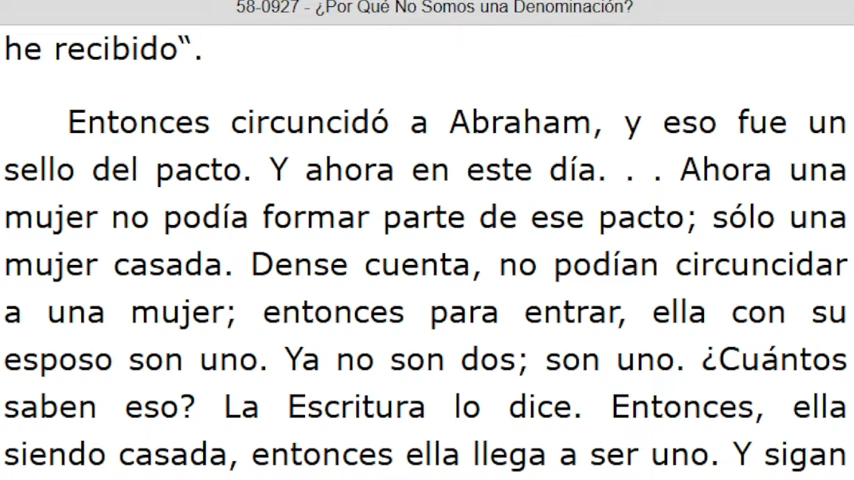 58-0927 - ¿Por Qué No Somos una Denominación?
he recibido“.
Entonces circuncidó a Abraham, y eso fue un
sello del pacto. Y ahora en este día. . . Ahora una
mujer no podía formar parte de ese pacto; sólo una
mujer casada. Dense cuenta, no podían circuncidar
a una mujer; entonces para entrar, ella con su
esposo son uno. Ya no son dos; son uno. ¿Cuántos
saben eso? La Escritura lo dice. Entonces, ella
siendo casada, entonces ella llega a ser uno. Y sigan